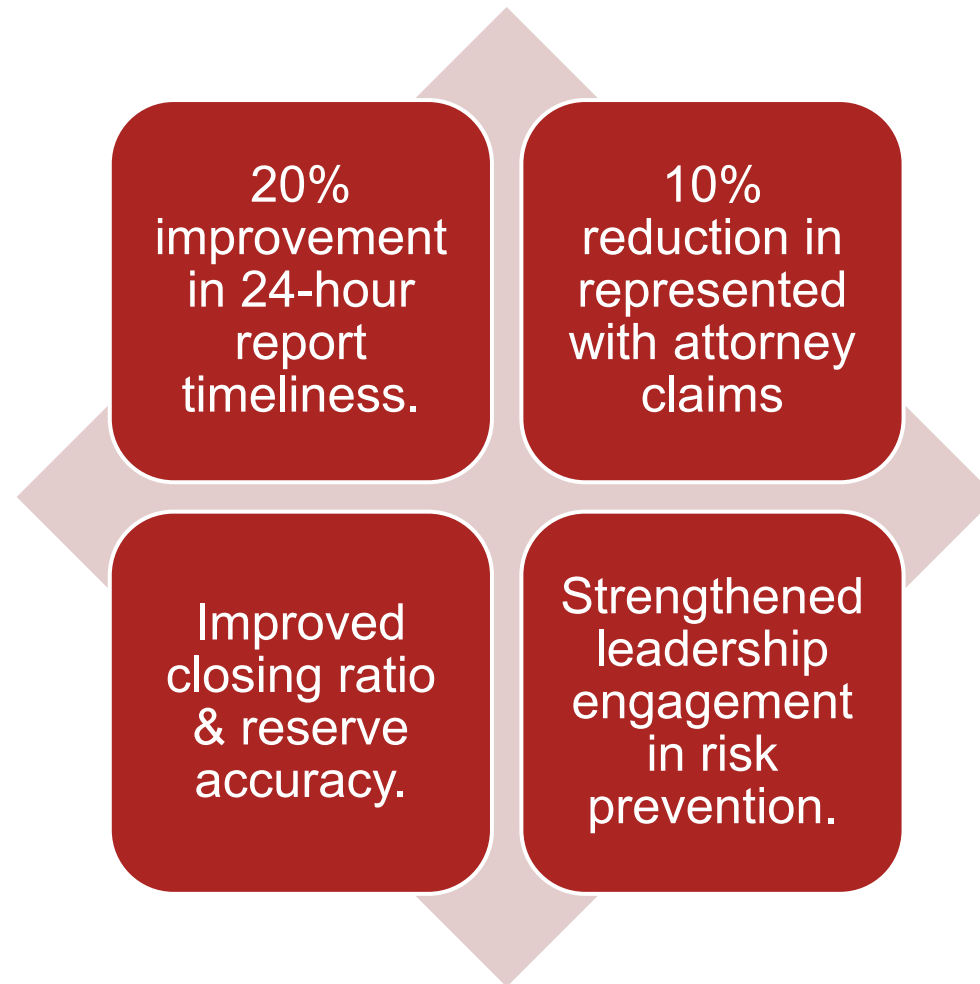 20%
improvement
in 24-hour
report
timeliness.
10%
reduction in
represented
with attorney
claims
Improved
closing ratio
& reserve
accuracy.
Strengthened
leadership
engagement
in risk
prevention.